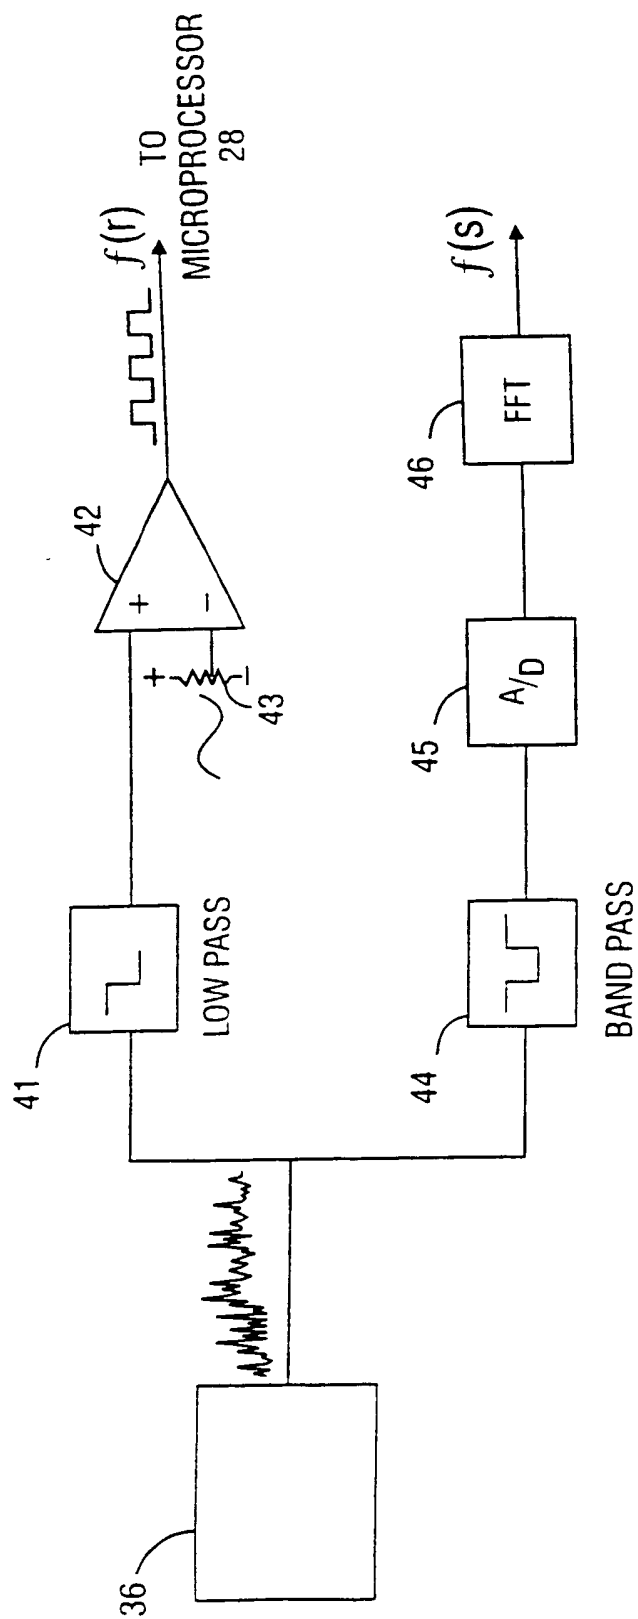 36
41
LOW PASS
+
−
43
+
−
42
f(r)
TO
MICROPROCESSOR
28
44
BAND PASS
45
A/D
46
FFT
f(s)